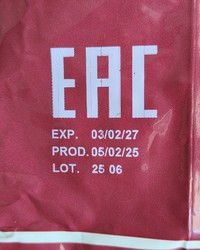 EAC
EXP. 03/02/27
PROD. 05/02/25
LOT. 25 06